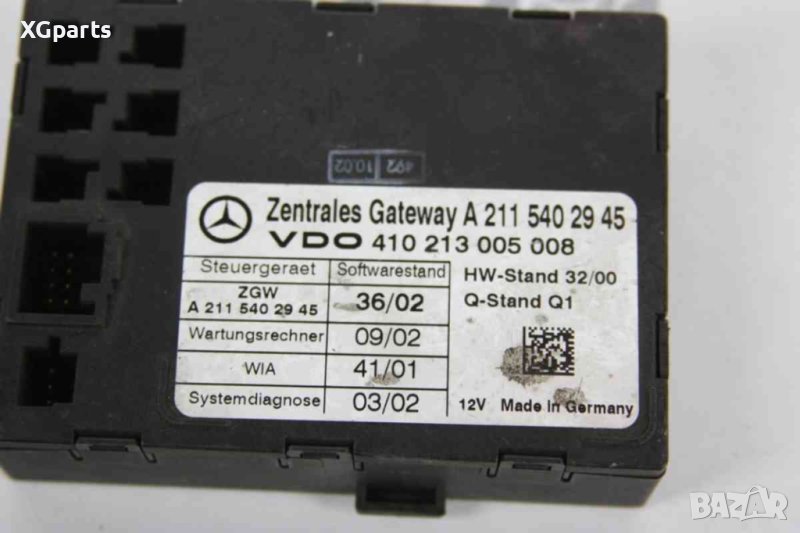 XGparts
492
10.02
Zentrales Gateway A 211 540 29 45
VDO 410 213 005 008
Steuergeraet Softwarestand
ZGW
A 211 540 29 45 36/02
Wartungsrechner 09/02
WIA 41/01
Systemdiagnose 03/02
HW-Stand 32/00
Q-Stand Q1
12V Made in Germany
BAZAR